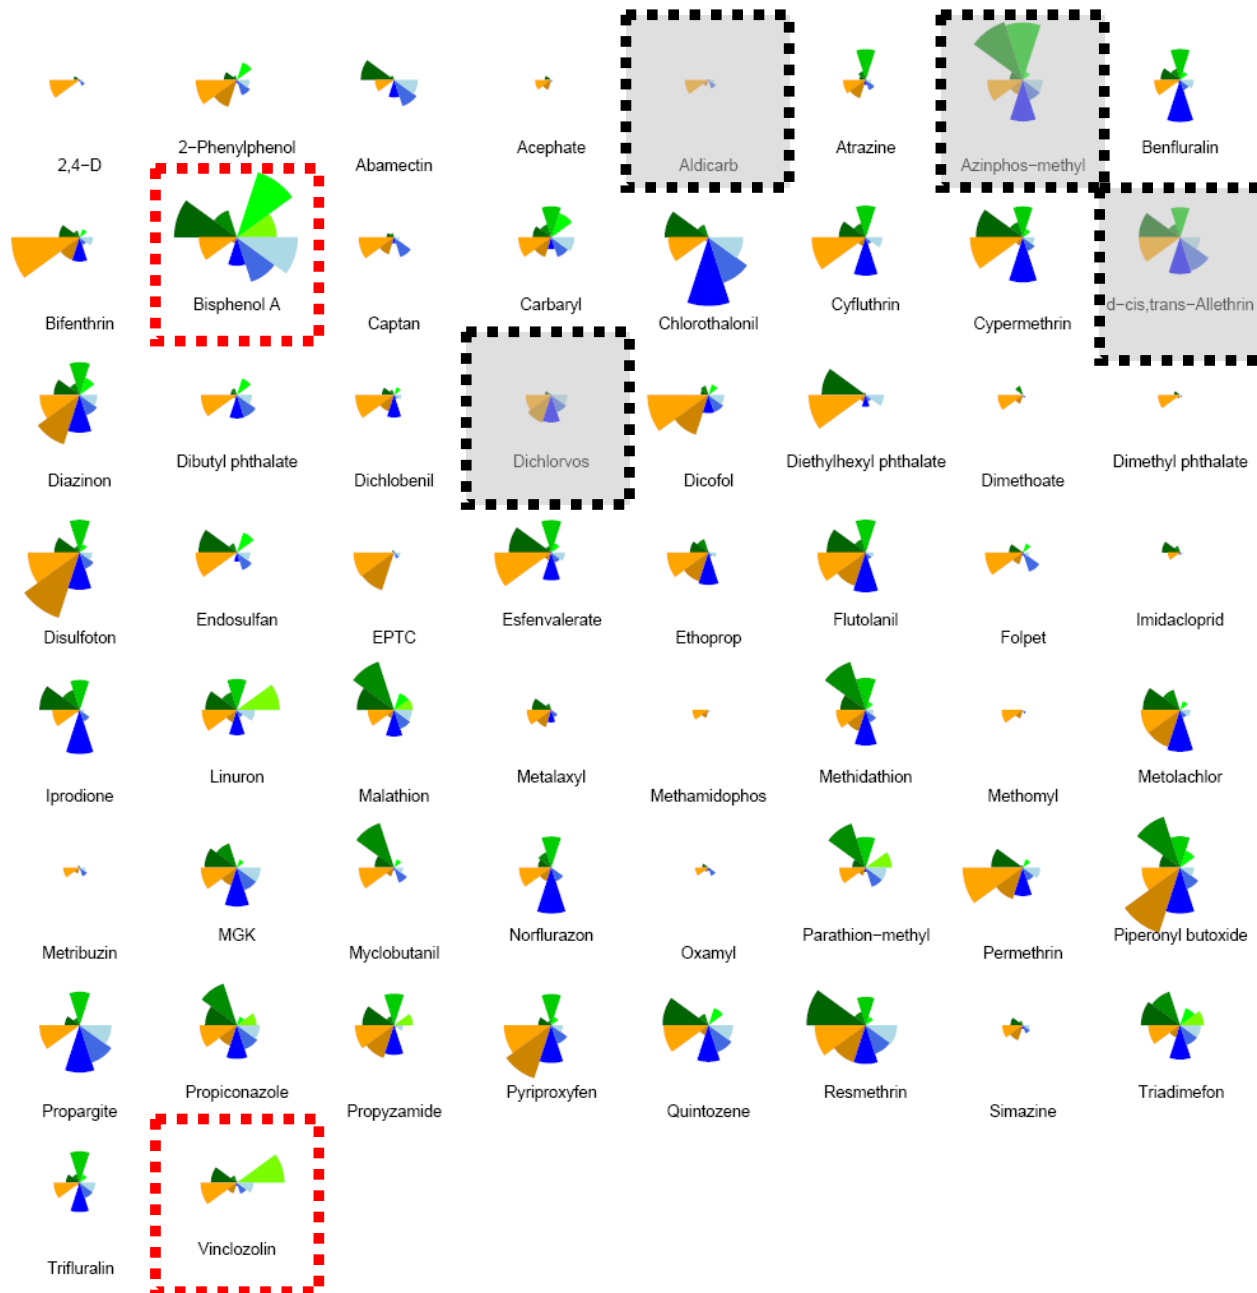 2,4−D
2−Phenylphenol
Abamectin
Acephate
Aldicarb
Atrazine
Azinphos−methyl
Benfluralin
Bifenthrin
Bisphenol A
Captan
Carbaryl
Chlorothalonil
Cyfluthrin
Cypermethrin
d−cis,trans−Allethrin
Diazinon
Dibutyl phthalate
Dichlobenil
Dichlorvos
Dicofol
Diethylhexyl phthalate
Dimethoate
Dimethyl phthalate
Disulfoton
Endosulfan
EPTC
Esfenvalerate
Ethoprop
Flutolanil
Folpet
Imidacloprid
Iprodione
Linuron
Malathion
Metalaxyl
Methamidophos
Methidathion
Methomyl
Metolachlor
Metribuzin
MGK
Myclobutanil
Norflurazon
Oxamyl
Parathion−methyl
Permethrin
Piperonyl butoxide
Propargite
Propiconazole
Propyzamide
Pyriproxyfen
Quintozene
Resmethrin
Simazine
Triadimefon
Trifluralin
Vinclozolin